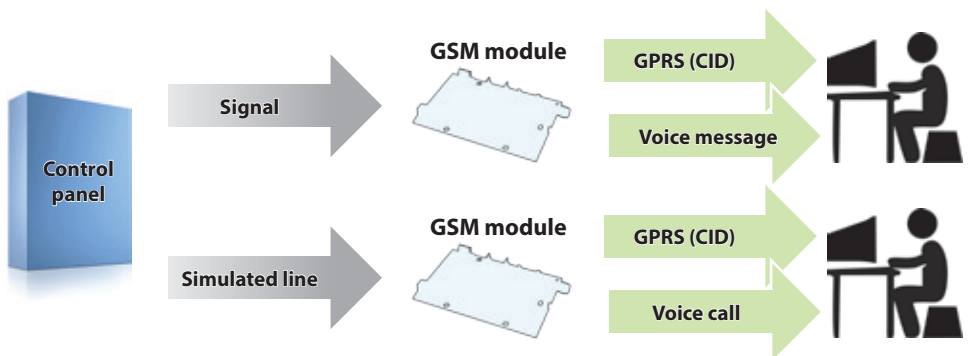 Control
panel
Signal
GSM module
GPRS (CID)
Voice message
Simulated line
GSM module
GPRS (CID)
Voice call